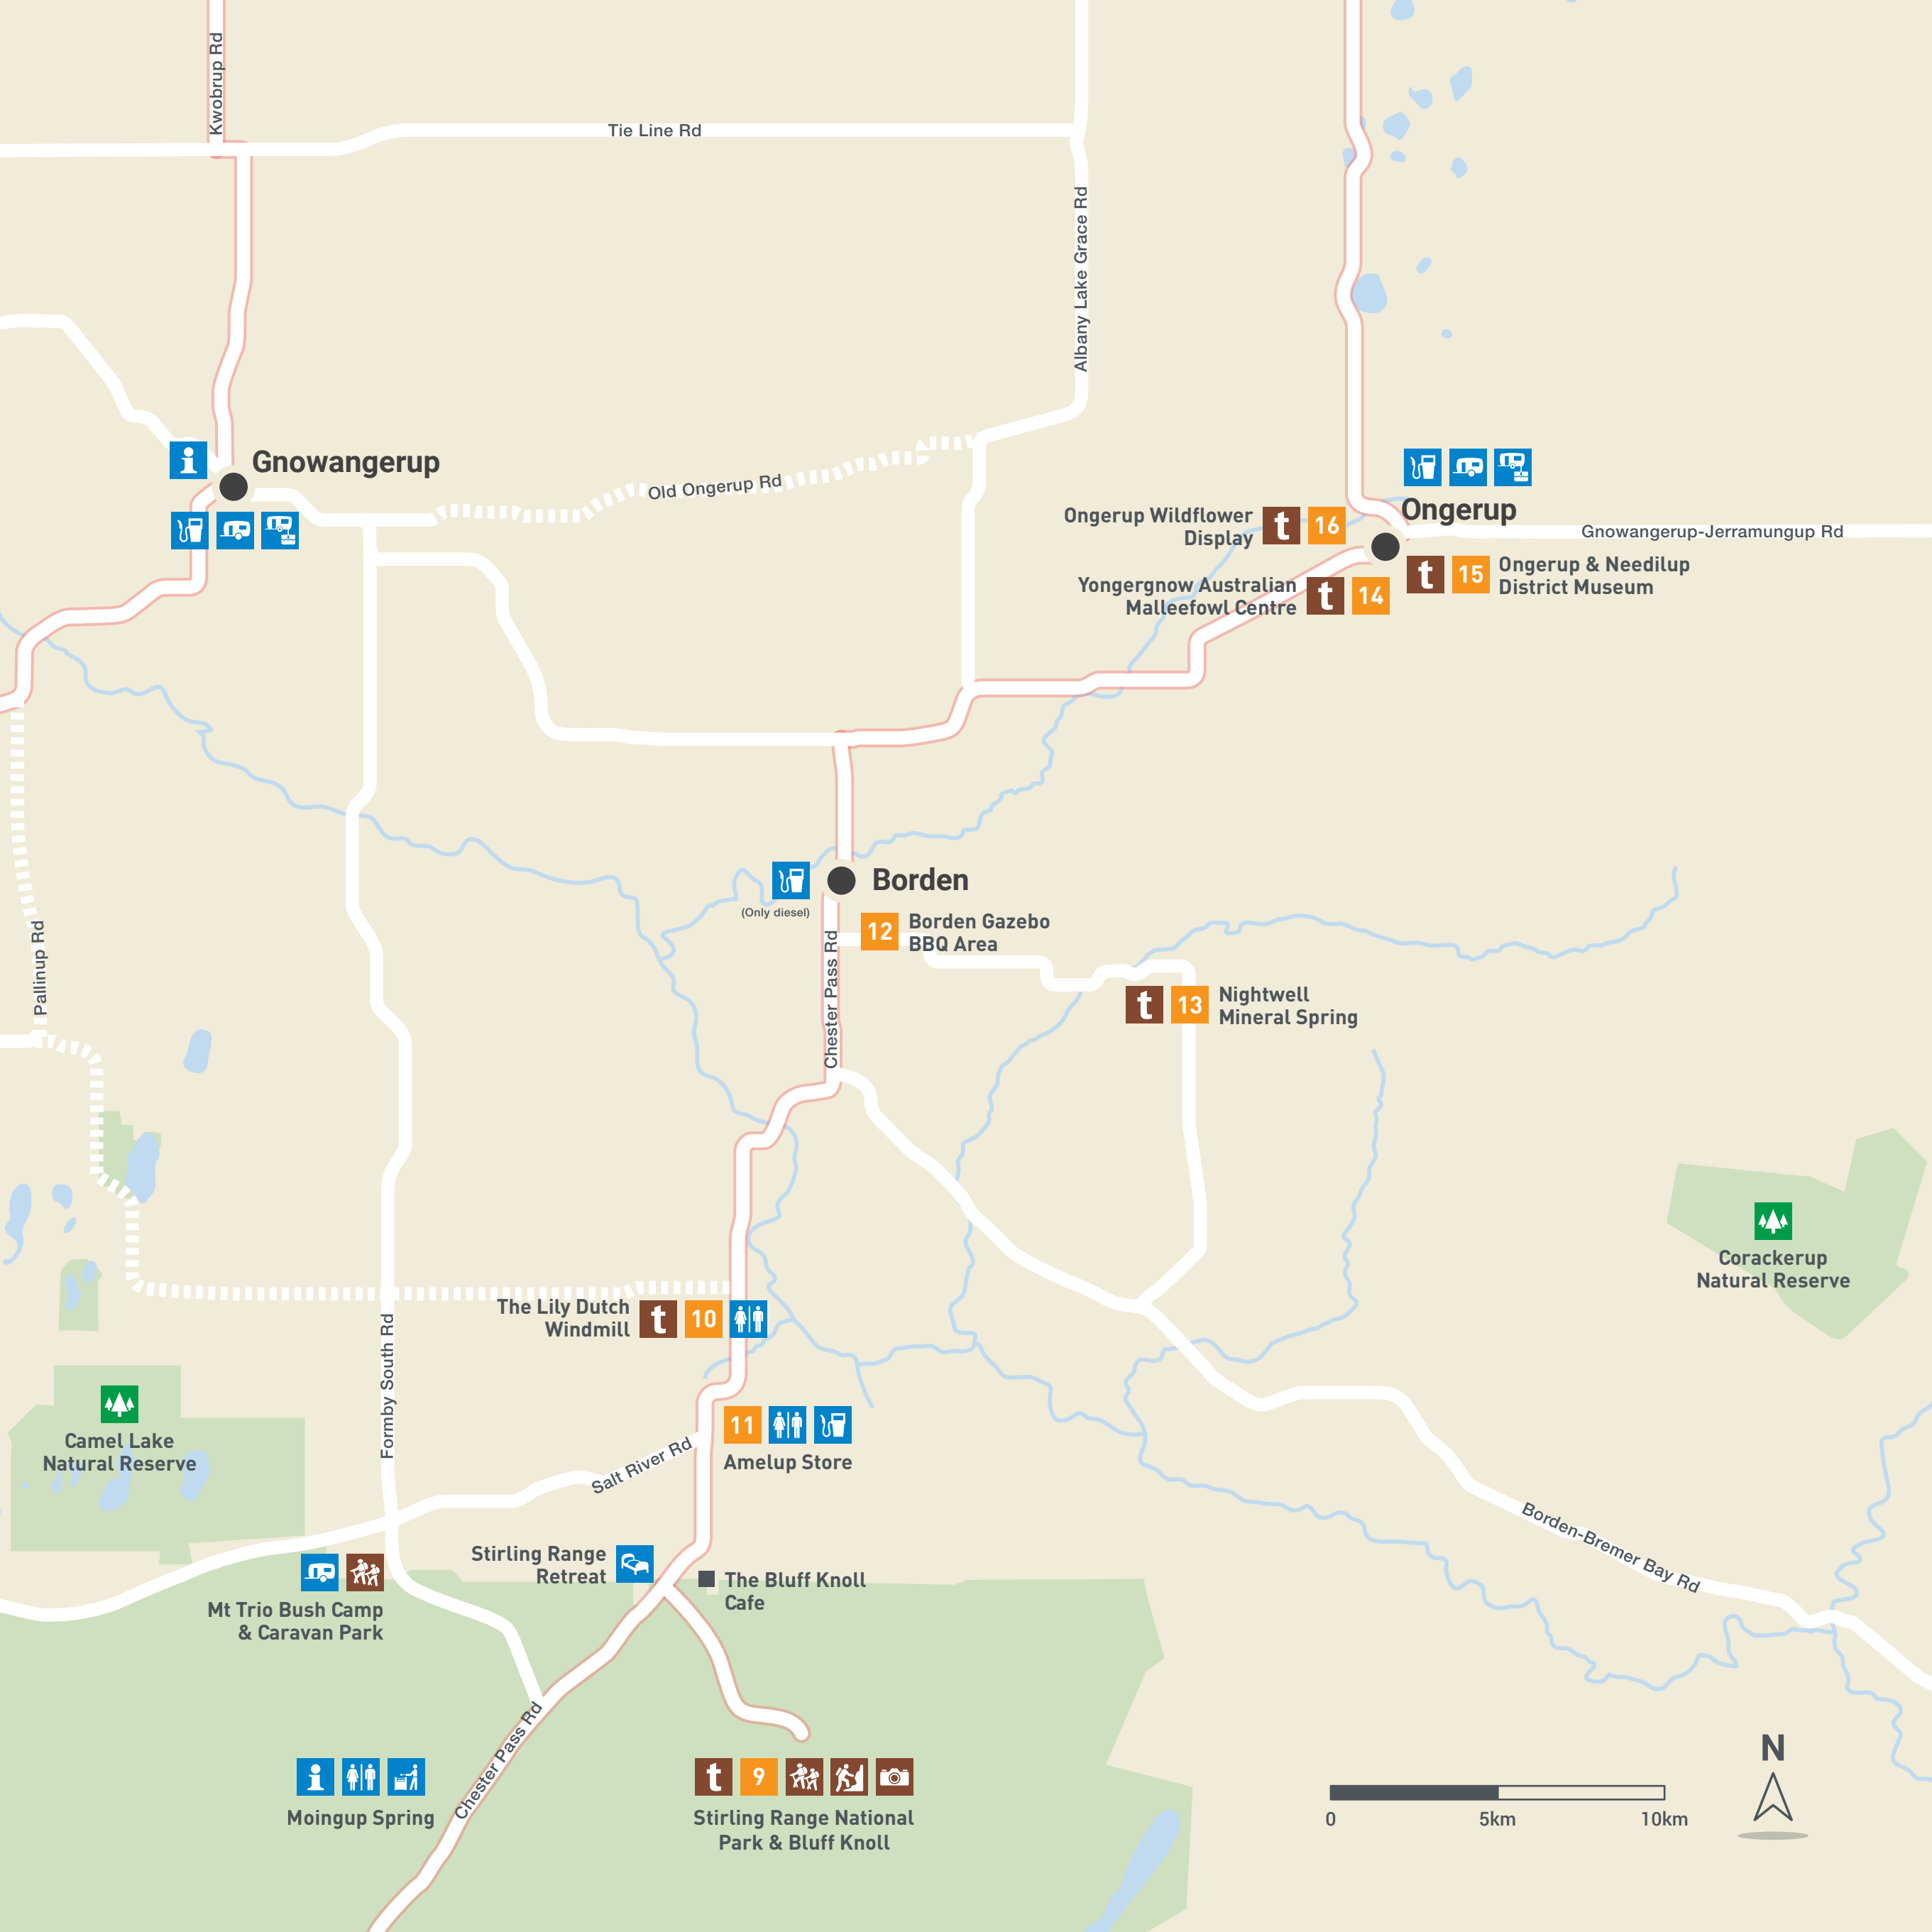 Kwobrup Rd
Tie Line Rd
Albany Lake Grace Rd
Gnowangerup
Old Ongerup Rd
Ongerup
Ongerup Wildflower
Display
t
16
Gnowangerup-Jerramungup Rd
t
15
Ongerup & Needilup
District Museum
Yongergnow Australian
Malleefowl Centre
t
14
Borden
(Only diesel)
12
Borden Gazebo
BBQ Area
Pallinup Rd
Chester Pass Rd
t
13
Nightwell
Mineral Spring
Corackerup
Natural Reserve
The Lily Dutch
Windmill
t
10
Formby South Rd
Camel Lake
Natural Reserve
11
Amelup Store
Salt River Rd
Borden-Bremer Bay Rd
Stirling Range
Retreat
The Bluff Knoll
Cafe
Mt Trio Bush Camp
& Caravan Park
Chester Pass Rd
Moingup Spring
t
9
Stirling Range National
Park & Bluff Knoll
N
0
5km
10km